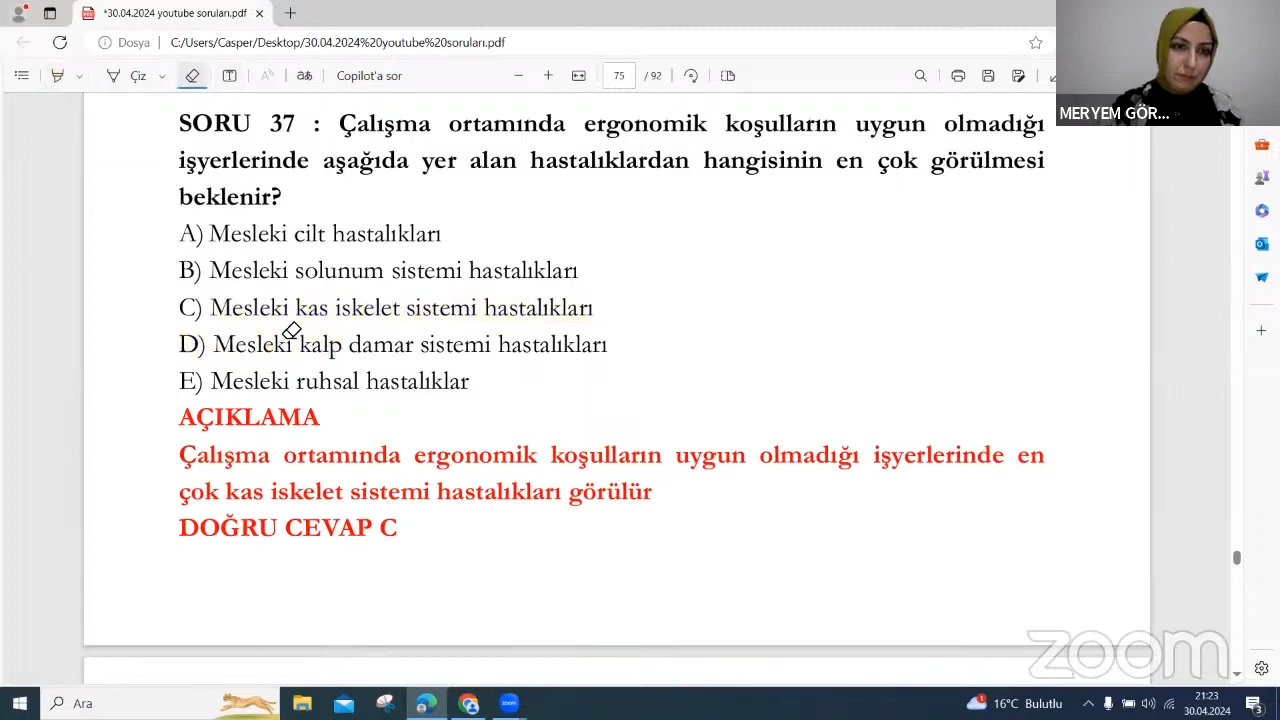 *30.04.2024 youtube soruları.pdf
Dosya
C:/Users/Casper/Desktop/30.04.2024%20youtube%20soruları.pdf
Çiz
Copilot'a sor
75 / 92
MERYEM GÖR...
SORU 37 : Çalışma ortamında ergonomik koşulların uygun olmadığı
işyerlerinde aşağıda yer alan hastalıklardan hangisinin en çok görülmesi
beklenir?
A) Mesleki cilt hastalıkları
B) Mesleki solunum sistemi hastalıkları
C) Mesleki kas iskelet sistemi hastalıkları
D) Mesleki kalp damar sistemi hastalıkları
E) Mesleki ruhsal hastalıklar
AÇIKLAMA
Çalışma ortamında ergonomik koşulların uygun olmadığı işyerlerinde en
çok kas iskelet sistemi hastalıkları görülür
DOĞRU CEVAP C
zoom
Ara
zoom
1
16°C Bulutlu
21:23
30.04.2024
3